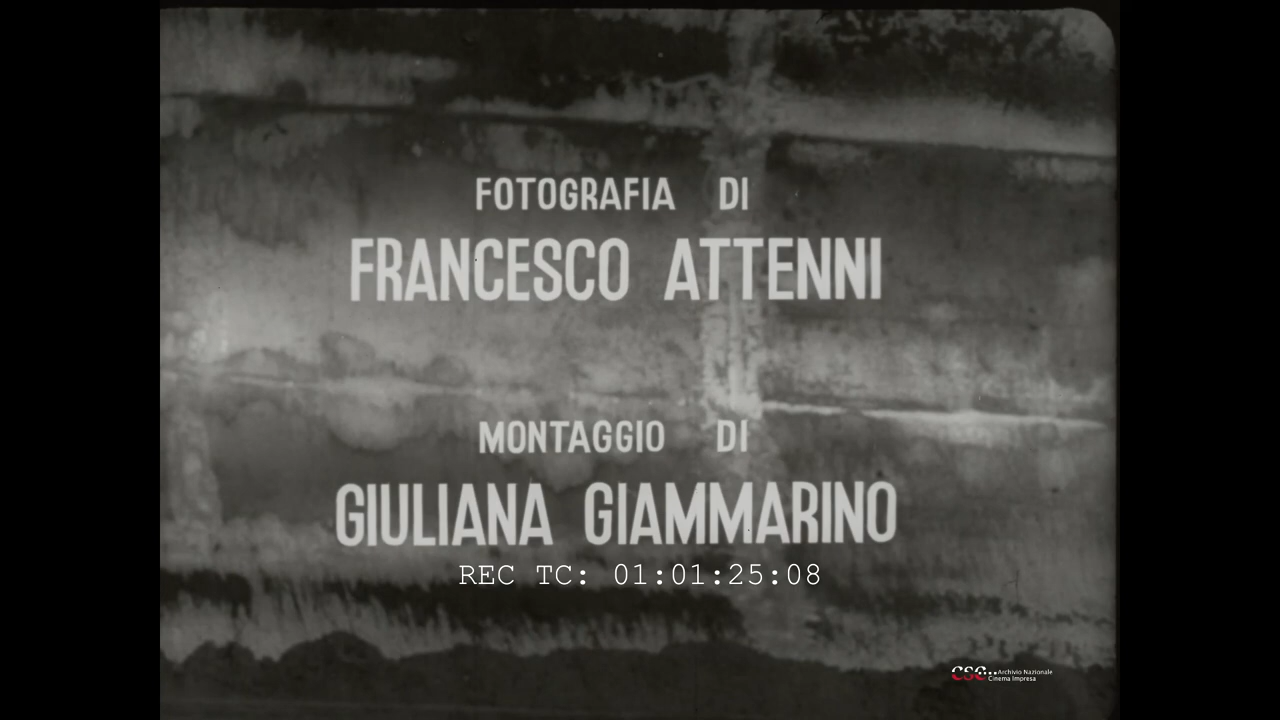 FOTOGRAFIA DI
FRANCESCO ATTENNI
MONTAGGIO DI
GIULIANA GIAMMARINO
REC TC: 01:01:25:08
CSC Archivio Nazionale
Cinema Impresa